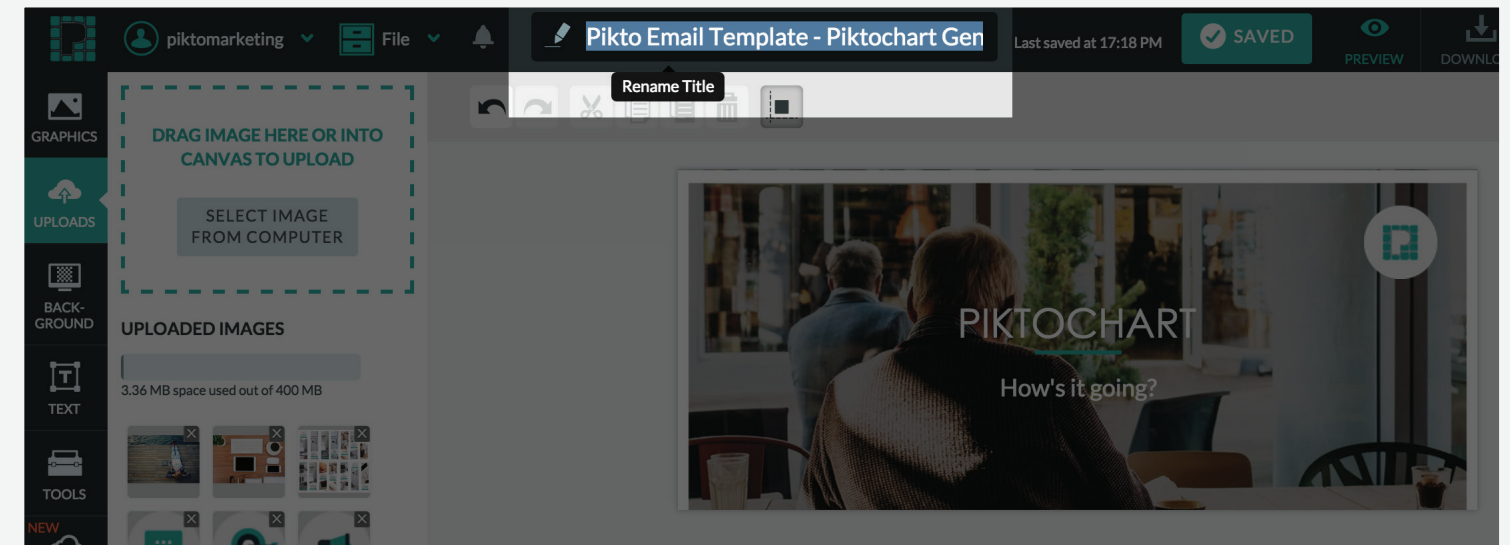 piktomarketing
File
Pikto Email Template - Piktochart Gen
Last saved at 17:18 PM
SAVED
PREVIEW
DOWNLO
Rename Title
GRAPHICS
UPLOADS
BACK-
GROUND
TEXT
TOOLS
NEW
DRAG IMAGE HERE OR INTO
CANVAS TO UPLOAD
SELECT IMAGE
FROM COMPUTER
UPLOADED IMAGES
3.36 MB space used out of 400 MB
PIKTOCHART
How's it going?